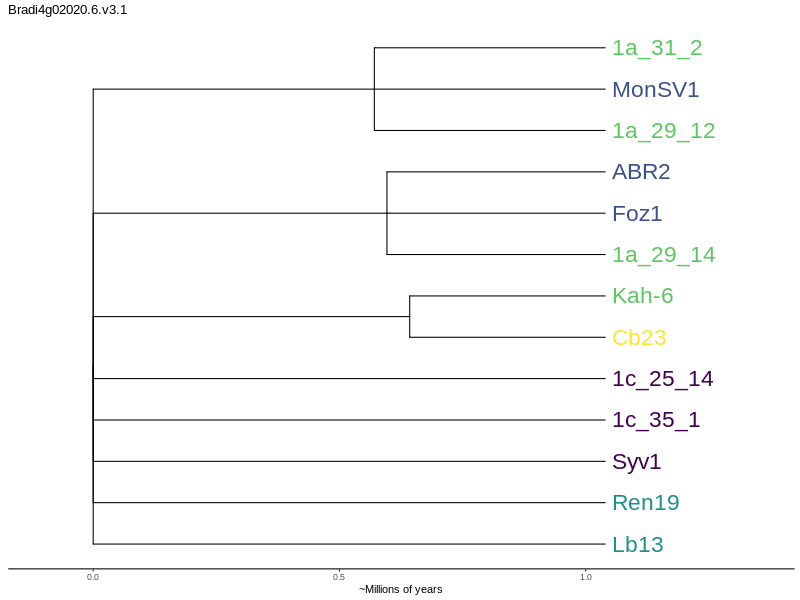 Bradi4g02020.6.v3.1
1a_31_2
MonSV1
1a_29_12
ABR2
Foz1
1a_29_14
Kah-6
Cb23
1c_25_14
1c_35_1
Syv1
Ren19
Lb13
0.0 0.5 1.0
~Millions of years